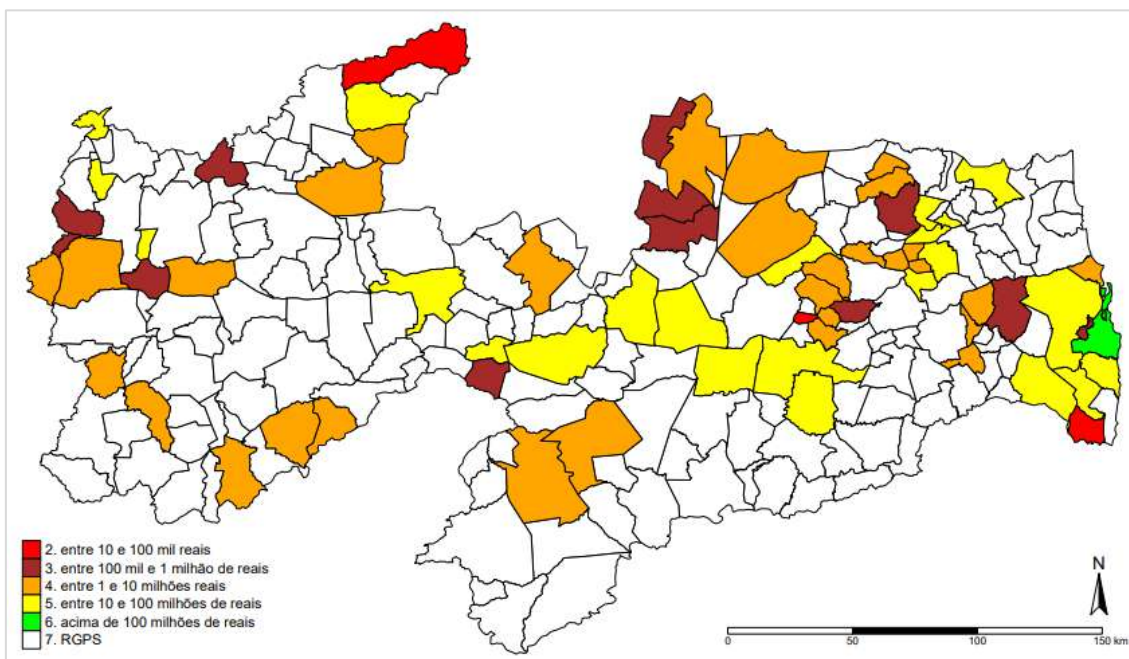 2. entre 10 e 100 mil reais
3. entre 100 mil e 1 milhão de reais
4. entre 1 e 10 milhões reais
5. entre 10 e 100 milhões de reais
6. acima de 100 milhões de reais
7. RGPS
N
0 50 100 150 km